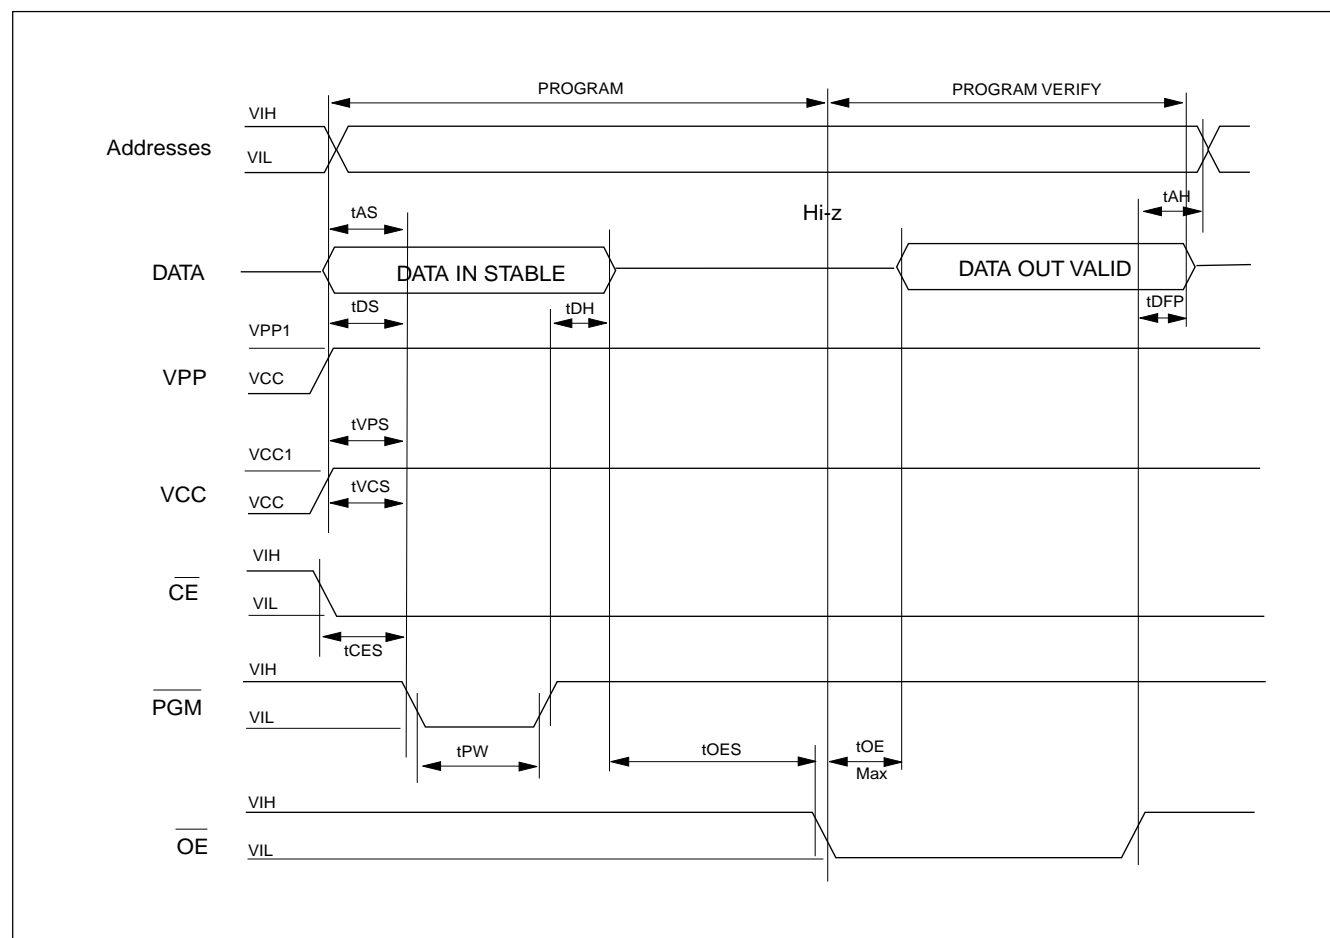 PROGRAM
PROGRAM VERIFY
VIH
Addresses
VIL
tAS
Hi-z
tAH
DATA
DATA IN STABLE
DATA OUT VALID
tDS
tDH
tDFP
VPP1
VPP
VCC
tVPS
VCC1
VCC
tVCS
VCC
VIH
CE
VIL
tCES
VIH
PGM
VIL
tPW
tOES
tOE
Max
VIH
OE
VIL